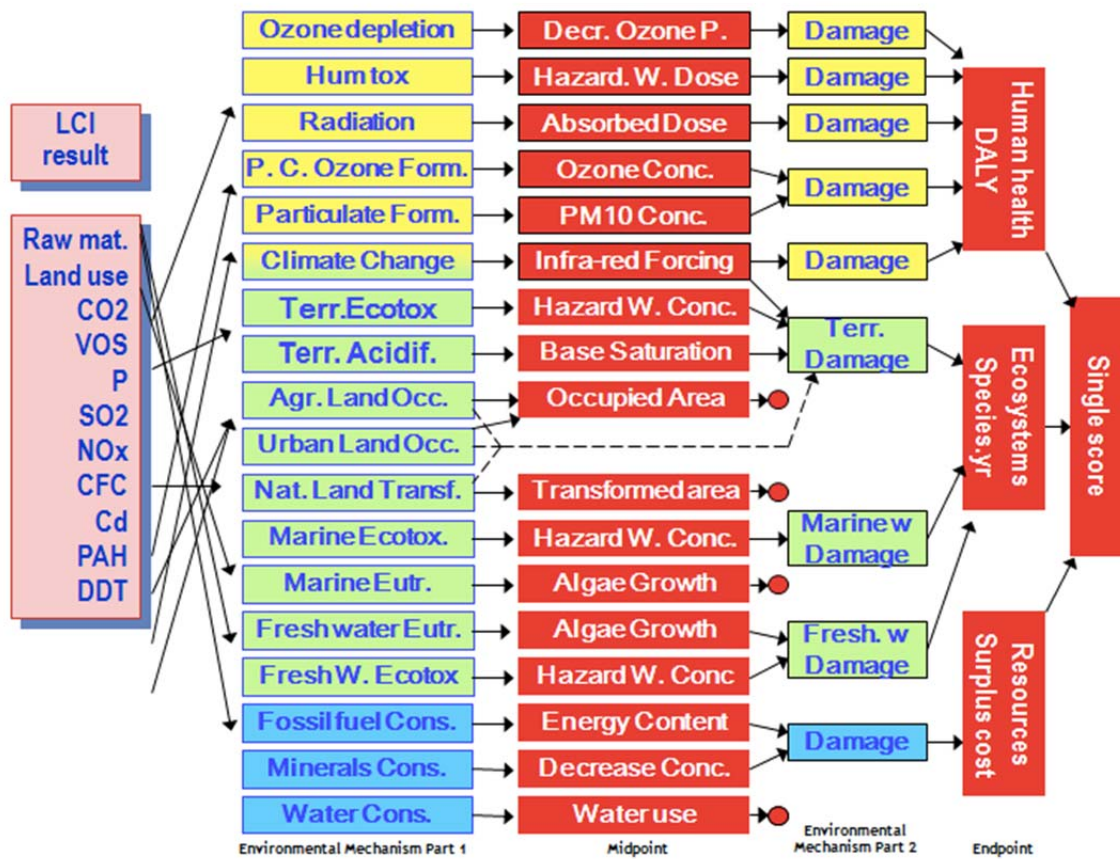 LCI
result
Raw mat.
Land use
CO2
VOS
P
SO2
NOx
CFC
Cd
PAH
DDT
Ozone depletion
Hum tox
Radiation
P. C. Ozone Form.
Particulate Form.
Climate Change
Terr.Ecotox
Terr. Acidif.
Agr. Land Occ.
Urban Land Occ.
Nat. Land Transf.
Marine Ecotox.
Marine Eutr.
Fresh water Eutr.
Fresh W. Ecotox
Fossil fuel Cons.
Minerals Cons.
Water Cons.
Environmental Mechanism Part 1
Decr. Ozone P.
Hazard. W. Dose
Absorbed Dose
Ozone Conc.
PM10 Conc.
Infra-red Forcing
Hazard W. Conc.
Base Saturation
Occupied Area
Transformed area
Hazard W. Conc.
Algae Growth
Algae Growth
Hazard W. Conc
Energy Content
Decrease Conc.
Water use
Midpoint
Damage
Damage
Damage
Damage
Damage
Terr.
Damage
Marine w
Damage
Fresh. w
Damage
Damage
Environmental
Mechanism Part 2
Human health
DALY
Ecosystems
Species.yr
Resources
Surplus cost
Endpoint
Single score